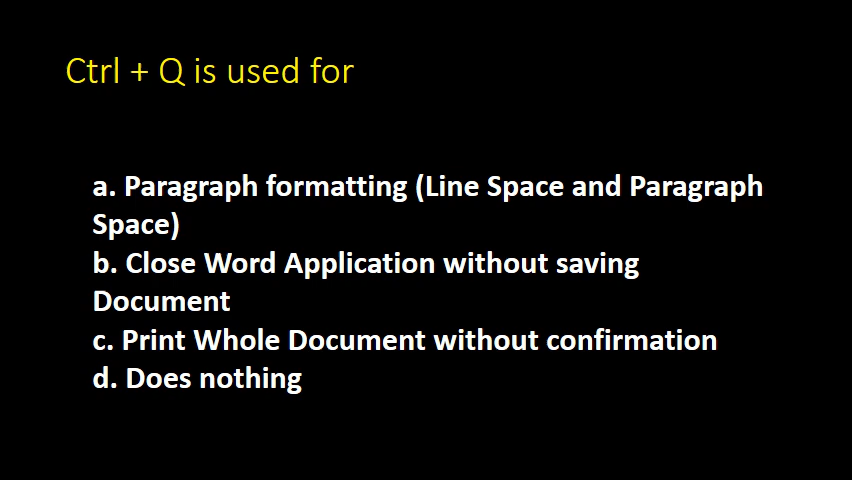 Ctrl + Q is used for
a. Paragraph formatting (Line Space and Paragraph
Space)
b. Close Word Application without saving
Document
c. Print Whole Document without confirmation
d. Does nothing